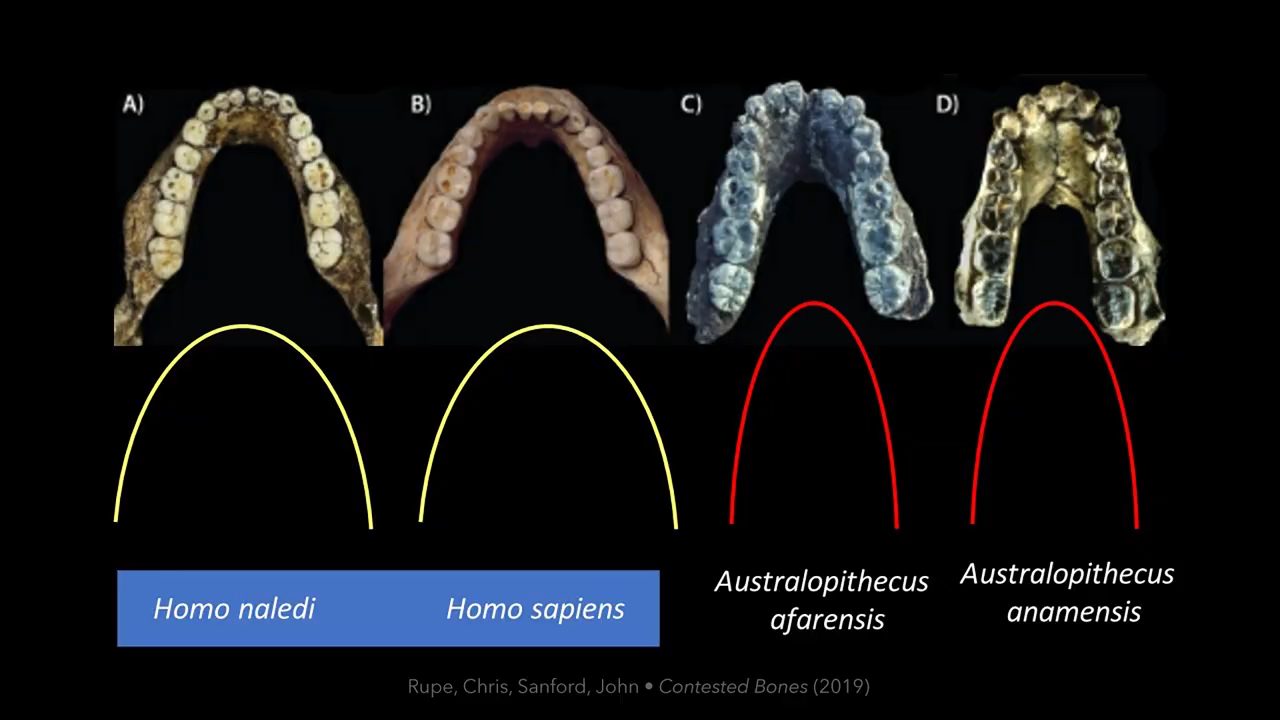 A)
B)
C)
D)
Homo naledi
Homo sapiens
Australopithecus
afarensis
Australopithecus
anamensis
Rupe, Chris, Sanford, John • Contested Bones (2019)